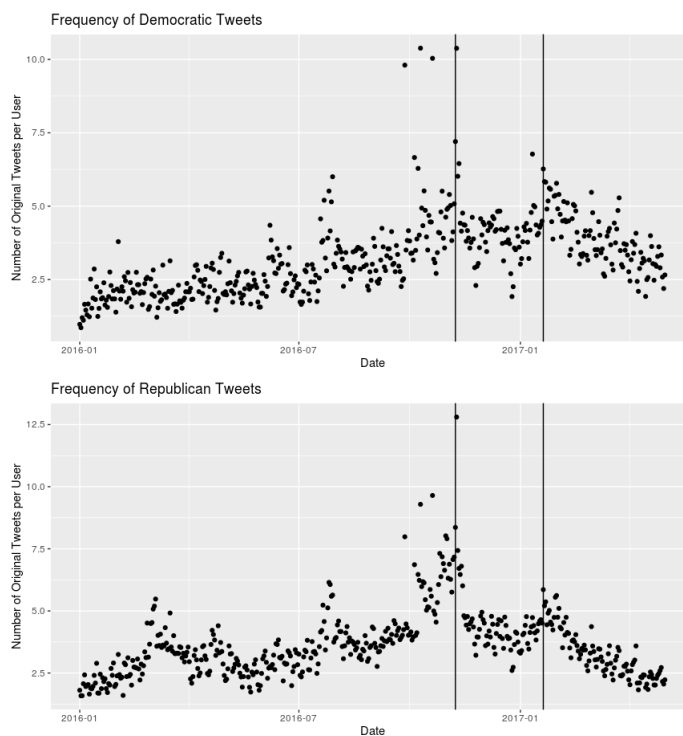 Frequency of Democratic Tweets
Number of Original Tweets per User
10.0
7.5
5.0
2.5
2016-01 2016-07 2017-01
Date
Frequency of Republican Tweets
Number of Original Tweets per User
12.5
10.0
7.5
5.0
2.5
2016-01 2016-07 2017-01
Date